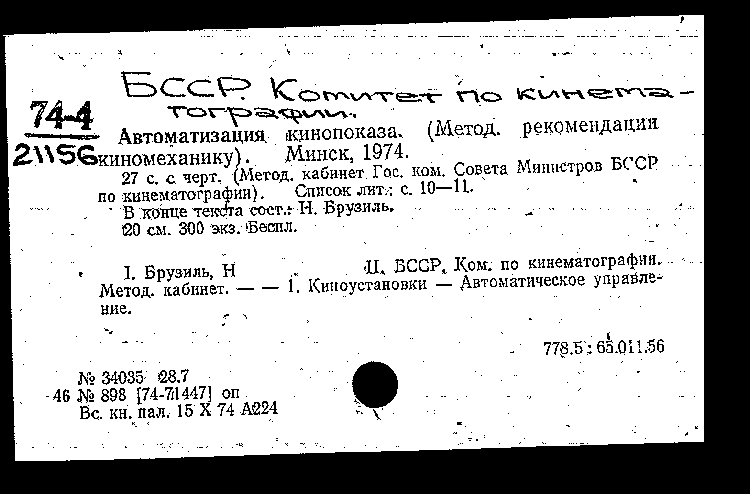 БССР. Комитет по кинема-
тографии.
74-4
21156
Автоматизация кинопоказа. (Метод. рекомендации
киномеханику). Минск, 1974.
27 с. с черт. (Метод. кабинет Гос. ком. Совета Министров БССР
по кинематографии). Список лит.: с. 10—11.
В конце текста сост.: Н. Брузиль.
20 см. 300 экз. Беспл.
I. Брузиль, Н II. БССР. Ком. по кинематографии.
Метод. кабинет. — — 1. Киноустановки — Автоматическое управле-
ние.
778.5 : 65.011.56
№ 34035 28.7
46 № 898 [74-71447] оп
Вс. кн. пал. 15 X 74 А224